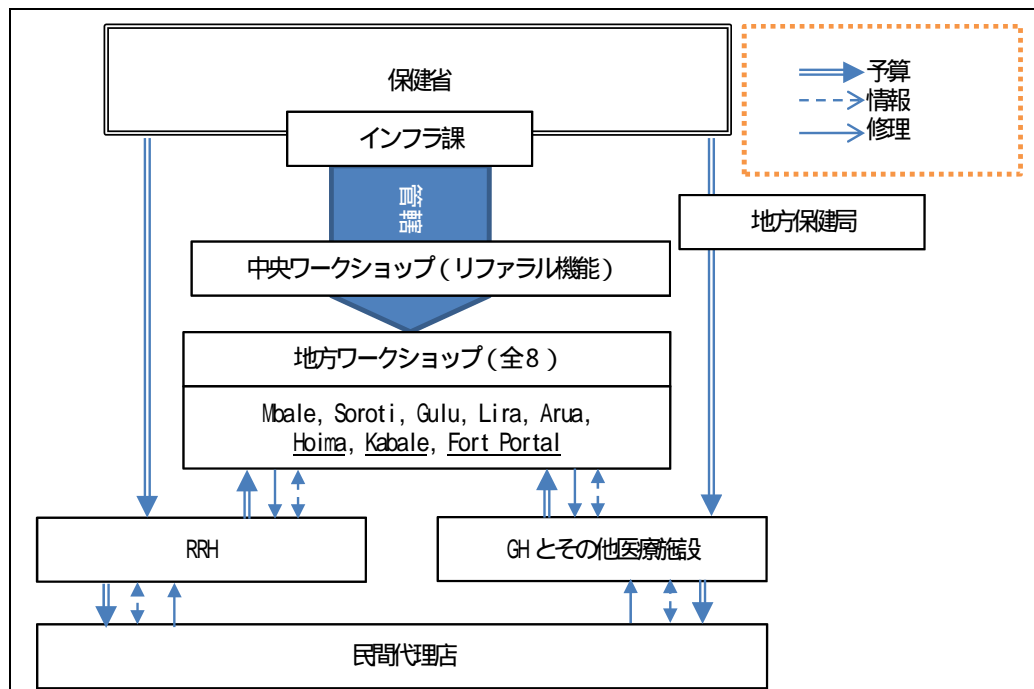 保健省
インフラ課
予算
情報
修理
管轄
地方保健局
中央ワークショップ（リファラル機能）
地方ワークショップ（全８）
Mbale, Soroti, Gulu, Lira, Arua,
Hoima, Kabale, Fort Portal
RRH
GHとその他医療施設
民間代理店